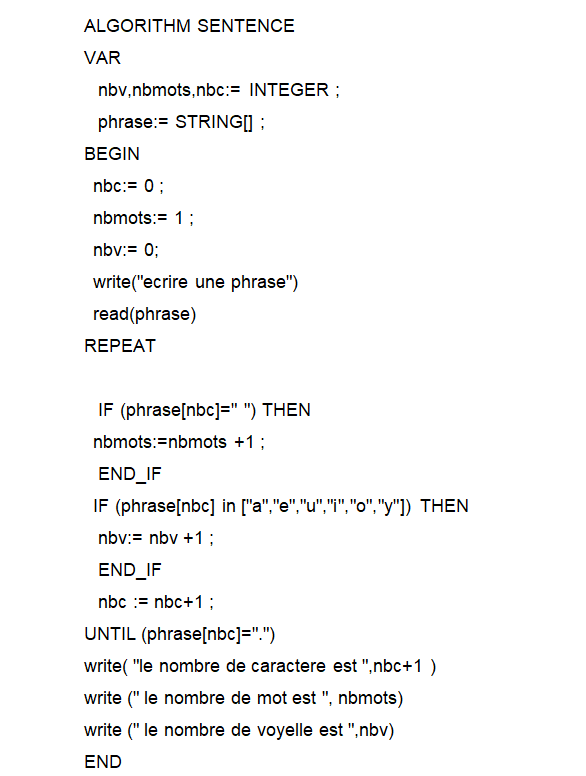 ALGORITHM SENTENCE
VAR
nbv,nbmots,nbc:= INTEGER ;
phrase:= STRING[] ;
BEGIN
nbc:= 0 ;
nbmots:= 1 ;
nbv:= 0;
write("ecrire une phrase")
read(phrase)
REPEAT
IF (phrase[nbc]=" ") THEN
nbmots:=nbmots +1 ;
END_IF
IF (phrase[nbc] in ["a","e","u","i","o","y"]) THEN
nbv:= nbv +1 ;
END_IF
nbc := nbc+1 ;
UNTIL (phrase[nbc]=".")
write( "le nombre de caractere est ",nbc+1 )
write (" le nombre de mot est ", nbmots)
write (" le nombre de voyelle est ",nbv)
END